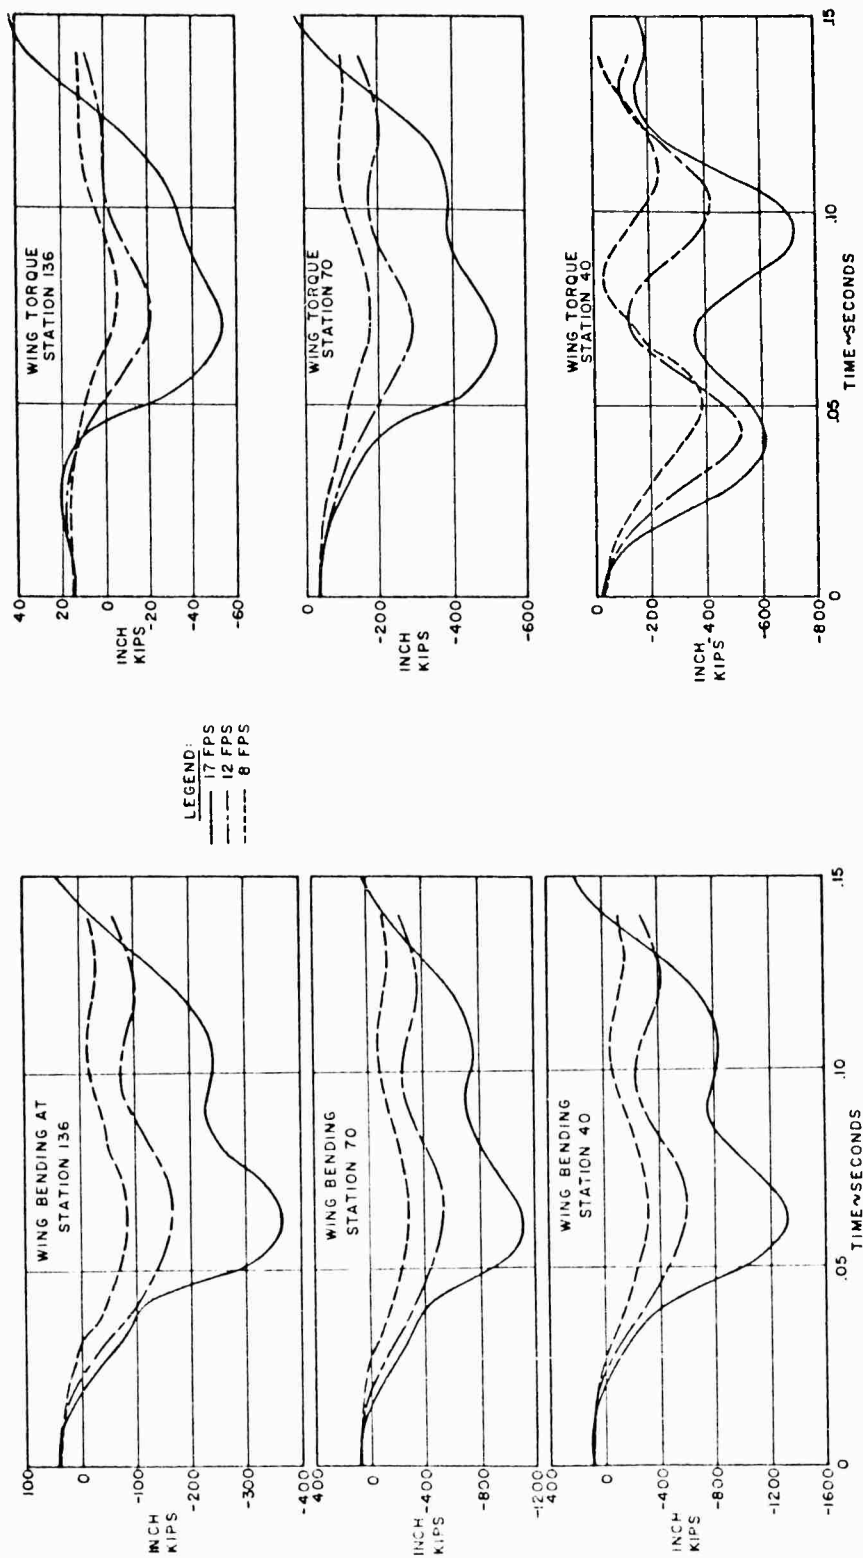 WING BENDING AT
STATION 136
100
0
-100
-200
-300
-400
INCH
KIPS
WING BENDING
STATION 70
400
0
-400
-800
-1200
INCH
KIPS
WING BENDING
STATION 40
400
0
-400
-800
-1200
-1600
INCH
KIPS
0
.05
.10
.15
TIME~SECONDS
LEGEND:
17 FPS
12 FPS
8 FPS
WING TORQUE
STATION 136
40
20
0
-20
-40
-60
INCH
KIPS
WING TORQUE
STATION 70
0
-200
-400
-600
INCH
KIPS
WING TORQUE
STATION 40
0
-200
-400
-600
-800
INCH
KIPS
0
.05
.10
.15
TIME~SECONDS